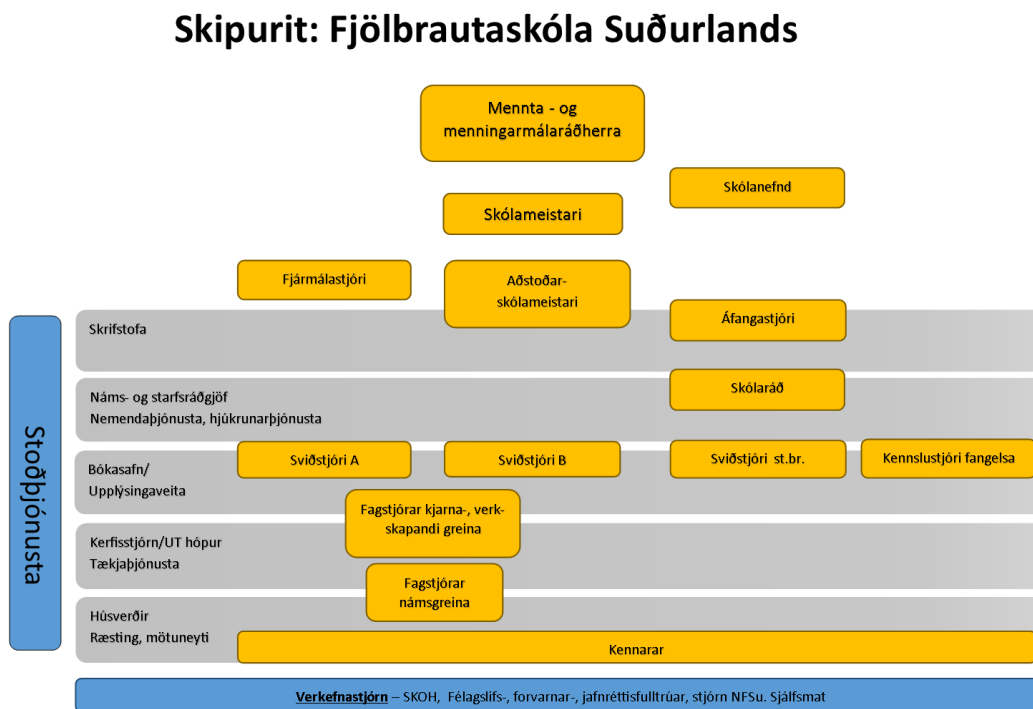 Skipurit: Fjölbrautaskóla Suðurlands
Mennta - og
menningarmálaráðherra
Skólanefnd
Skólameistari
Fjármálastjóri
Aðstoðar-
skólameistari
Áfangastjóri
Skrifstofa
Skólaráð
Náms- og starfsráðgjöf
Nemendaþjónusta, hjúkrunarþjónusta
Stoðþjónusta
Sviðstjóri A
Sviðstjóri B
Sviðstjóri st.br.
Kennslustjóri fangelsa
Bókasafn/
Upplýsingaveita
Fagstjórar kjarna-, verk-
skapandi greina
Kerfisstjórn/UT hópur
Tækjaþjónusta
Fagstjórar
námsgreina
Húsverðir
Ræsting, mötuneyti
Kennarar
Verkefnastjórn – SKOH, Félagslifs-, forvarnar-, jafnréttisfulltrúar, stjórn NFSu. Sjálfsmat